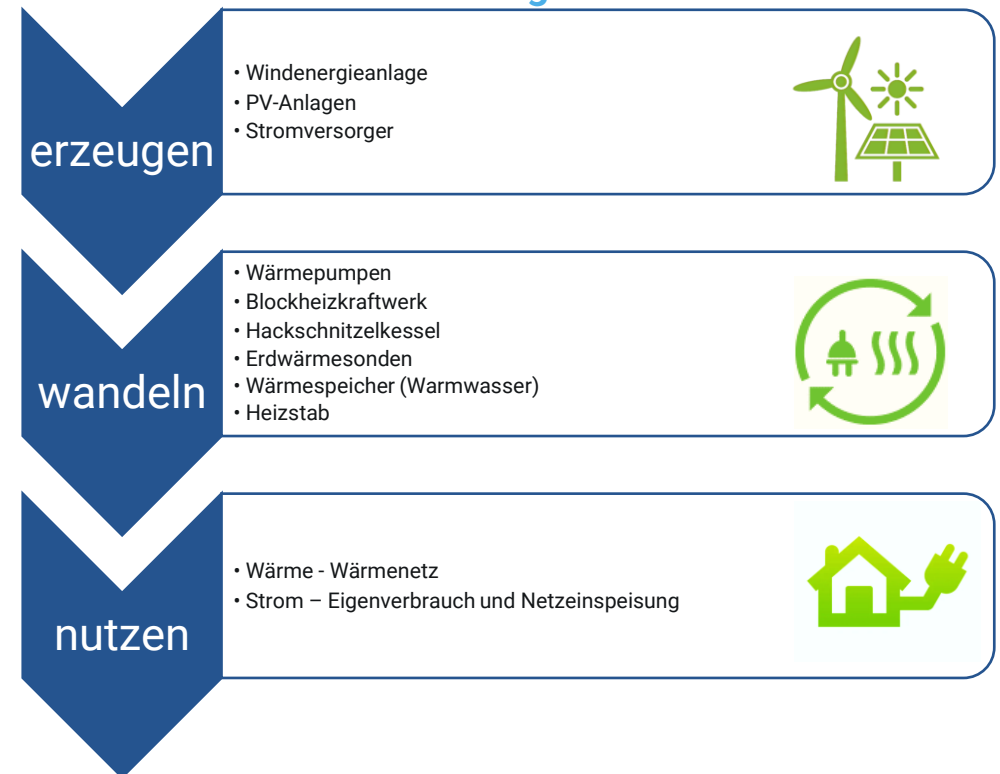 erzeugen
• Windenergieanlage
• PV-Anlagen
• Stromversorger
wandeln
• Wärmepumpen
• Blockheizkraftwerk
• Hackschnitzelkessel
• Erdwärmesonden
• Wärmespeicher (Warmwasser)
• Heizstab
nutzen
• Wärme - Wärmenetz
• Strom – Eigenverbrauch und Netzeinspeisung